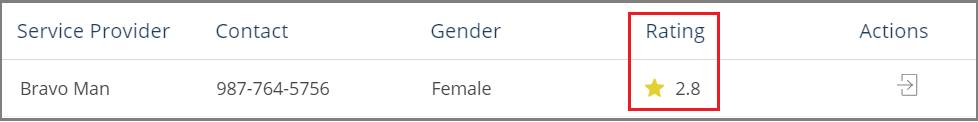 Service Provider Contact Gender Rating Actions
Bravo Man 987-764-5756 Female 2.8